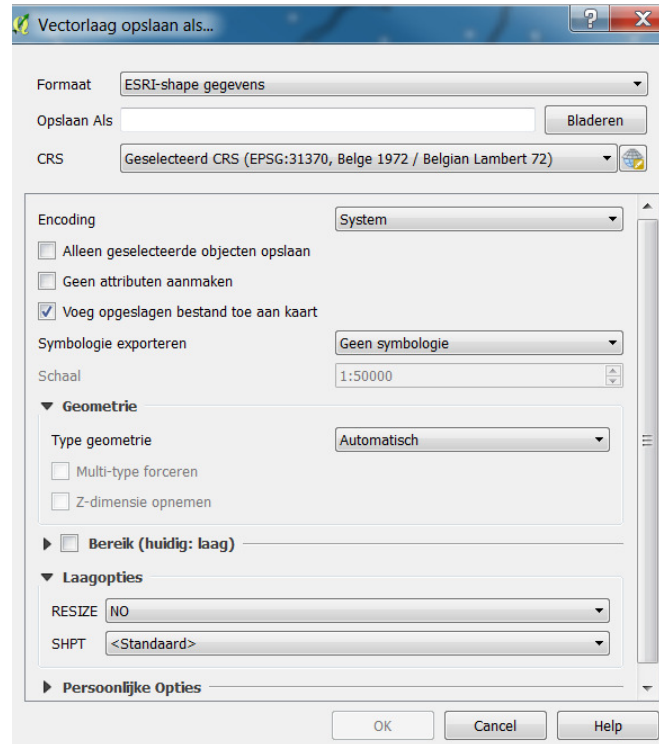 Vectorlaag opslaan als...
Formaat ESRI-shape gegevens
Opslaan Als Bladeren
CRS Geselecteerd CRS (EPSG:31370, Belge 1972 / Belgian Lambert 72)
Encoding System
Alleen geselecteerde objecten opslaan
Geen attributen aanmaken
Voeg opgeslagen bestand toe aan kaart
Symbologie exporteren Geen symbologie
Schaal 1:50000
Geometrie
Type geometrie Automatisch
Multi-type forceren
Z-dimensie opnemen
Bereik (huidig: laag)
Laagopties
RESIZE NO
SHPT <Standaard>
Persoonlijke Opties
OK Cancel Help